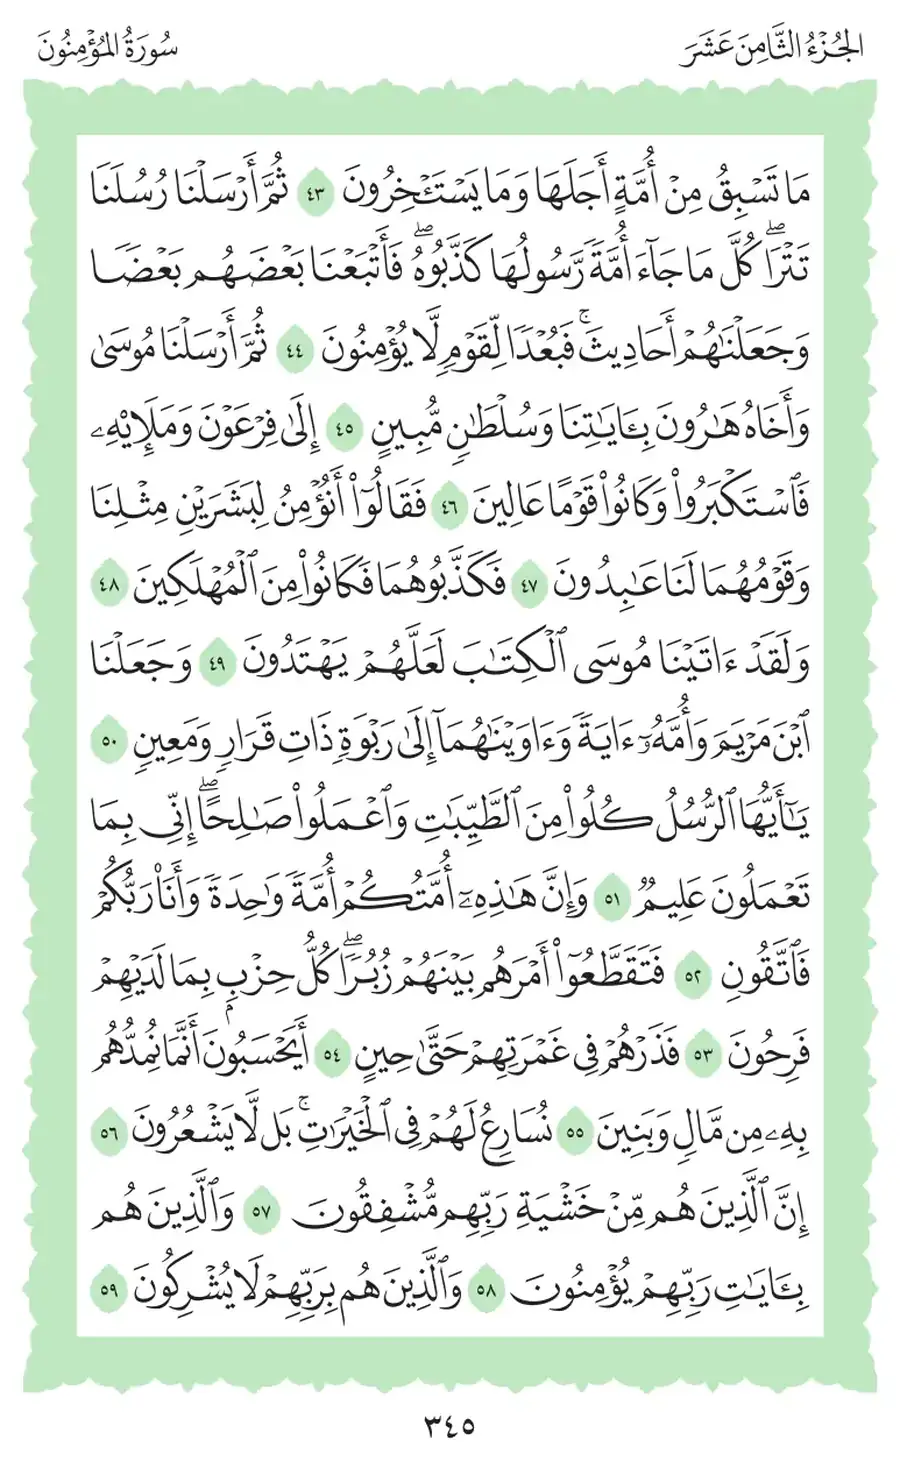 الجُزْءُ الثَّامِنَ عَشَرَ
سُورَةُ المُؤْمِنُونَ
مَا تَسْبِقُ مِنْ أُمَّةٍ أَجَلَهَا وَمَا يَسْتَـْٔخِرُونَ ٤٣ ثُمَّ أَرْسَلْنَا رُسُلَنَا
تَتْرَاۖ كُلَّ مَا جَآءَ أُمَّةً رَّسُولُهَا كَذَّبُوهُۖ فَأَتْبَعْنَا بَعْضَهُم بَعْضًا
وَجَعَلْنَٰهُمْ أَحَادِيثَۚ فَبُعْدًا لِّقَوْمٍ لَّا يُؤْمِنُونَ ٤٤ ثُمَّ أَرْسَلْنَا مُوسَىٰ
وَأَخَاهُ هَٰرُونَ بِـَٔايَٰتِنَا وَسُلْطَٰنٍ مُّبِينٍ ٤٥ إِلَىٰ فِرْعَوْنَ وَمَلَإِيْهِۦ
فَٱسْتَكْبَرُوا۟ وَكَانُوا۟ قَوْمًا عَالِينَ ٤٦ فَقَالُوٓا۟ أَنُؤْمِنُ لِبَشَرَيْنِ مِثْلِنَا
وَقَوْمُهُمَا لَنَا عَٰبِدُونَ ٤٧ فَكَذَّبُوهُمَا فَكَانُوا۟ مِنَ ٱلْمُهْلَكِينَ ٤٨
وَلَقَدْ ءَاتَيْنَا مُوسَى ٱلْكِتَٰبَ لَعَلَّهُمْ يَهْتَدُونَ ٤٩ وَجَعَلْنَا
ٱبْنَ مَرْيَمَ وَأُمَّهُۥٓ ءَايَةً وَءَاوَيْنَٰهُمَآ إِلَىٰ رَبْوَةٍ ذَاتِ قَرَارٍ وَمَعِينٍ ٥٠
يَٰٓأَيُّهَا ٱلرُّسُلُ كُلُوا۟ مِنَ ٱلطَّيِّبَٰتِ وَٱعْمَلُوا۟ صَٰلِحًاۖ إِنِّى بِمَا
تَعْمَلُونَ عَلِيمٌ ٥١ وَإِنَّ هَٰذِهِۦٓ أُمَّتُكُمْ أُمَّةً وَٰحِدَةً وَأَنَا۠ رَبُّكُمْ
فَٱتَّقُونِ ٥٢ فَتَقَطَّعُوٓا۟ أَمْرَهُم بَيْنَهُمْ زُبُرًاۖ كُلُّ حِزْبٍۭ بِمَا لَدَيْهِمْ
فَرِحُونَ ٥٣ فَذَرْهُمْ فِى غَمْرَتِهِمْ حَتَّىٰ حِينٍ ٥٤ أَيَحْسَبُونَ أَنَّمَا نُمِدُّهُم
بِهِۦ مِن مَّالٍ وَبَنِينَ ٥٥ نُسَارِعُ لَهُمْ فِى ٱلْخَيْرَٰتِۚ بَل لَّا يَشْعُرُونَ ٥٦
إِنَّ ٱلَّذِينَ هُم مِّنْ خَشْيَةِ رَبِّهِم مُّشْفِقُونَ ٥٧ وَٱلَّذِينَ هُم
بِـَٔايَٰتِ رَبِّهِمْ يُؤْمِنُونَ ٥٨ وَٱلَّذِينَ هُم بِرَبِّهِمْ لَا يُشْرِكُونَ ٥٩
٣٤٥